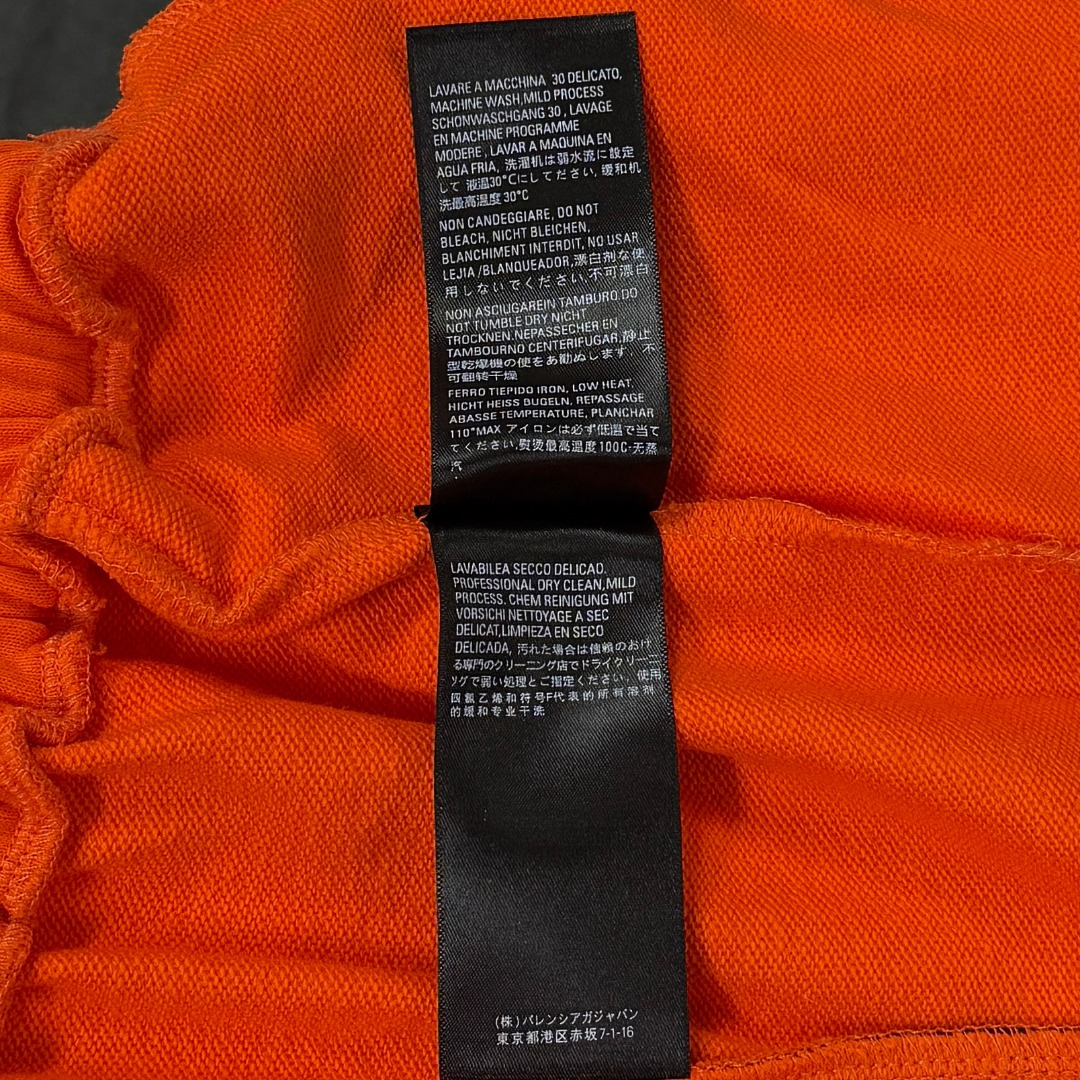 LAVARE A MACCHINA 30 DELICATO,
MACHINE WASH,MILD PROCESS
SCHONWASCHGANG 30 , LAVAGE
EN MACHINE PROGRAMME
MODERE , LAVAR A MAQUINA EN
AGUA FRIA, 洗濯机は弱水流に設定
して 液温30°Cにしてださい, 缓和机
洗最高温度 30°C
NON CANDEGGIARE, DO NOT
BLEACH, NICHT BLEICHEN,
BLANCHIMENT INTERDIT, NO USAR
LEJIA /BLANQUEADOR,漂白剤な使
用しないでください,不可漂白
NON ASCIUGAREIN TAMBURO.DO
NOT TUMBLE DRY NICHT
TROCKNEN.NEPASSECHER EN
TAMBOURNO CENTERIFUGAR,静止
型乾燥機の使をあ勧ぬします 不
可翻转干燥
FERRO TIEPIDO IRON, LOW HEAT,
HICHT HEISS BUGELN, REPASSAGE
ABASSE TEMPERATURE, PLANCHAR
110°MAX アイロンは必ず低温で当て
てください,熨烫最高温度100C·无蒸
汽
LAVABILEA SECCO DELICAO.
PROFESSIONAL DRY CLEAN,MILD
PROCESS. CHEM REINIGUNG MIT
VORSICHI NETTOYAGE A SEC
DELICAT,LIMPIEZA EN SECO
DELICADA, 汚れた場合は信頼のおけ
る専門のクリーニング店でドライクリーニ
ソグで弱い処理とご指定ください, 使用
四氯乙烯和符号F代表的所有溶剂
的缓和专业干洗
(株) バレンシアガジャパン
東京都港区赤坂7-1-16